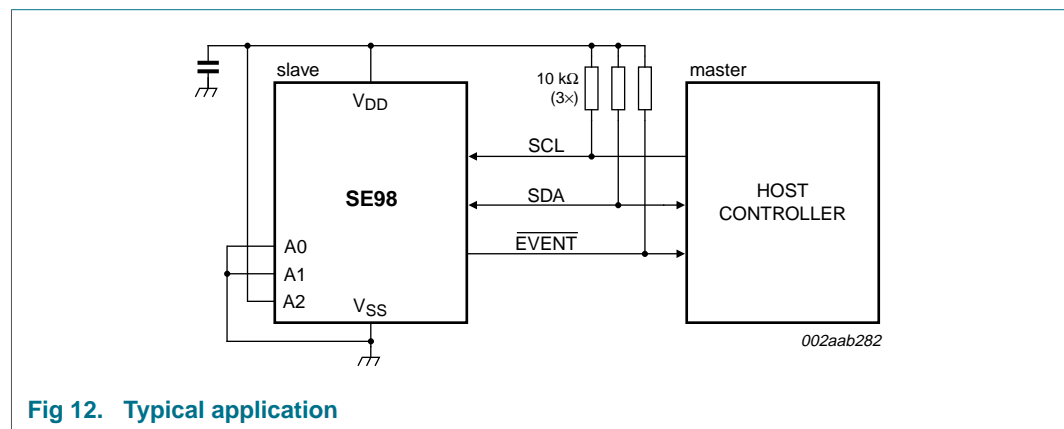 slave
VDD
10 kΩ
(3×)
master
SCL
SE98
SDA
HOST
CONTROLLER
EVENT
A0
A1
A2
VSS
002aab282
Fig 12. Typical application